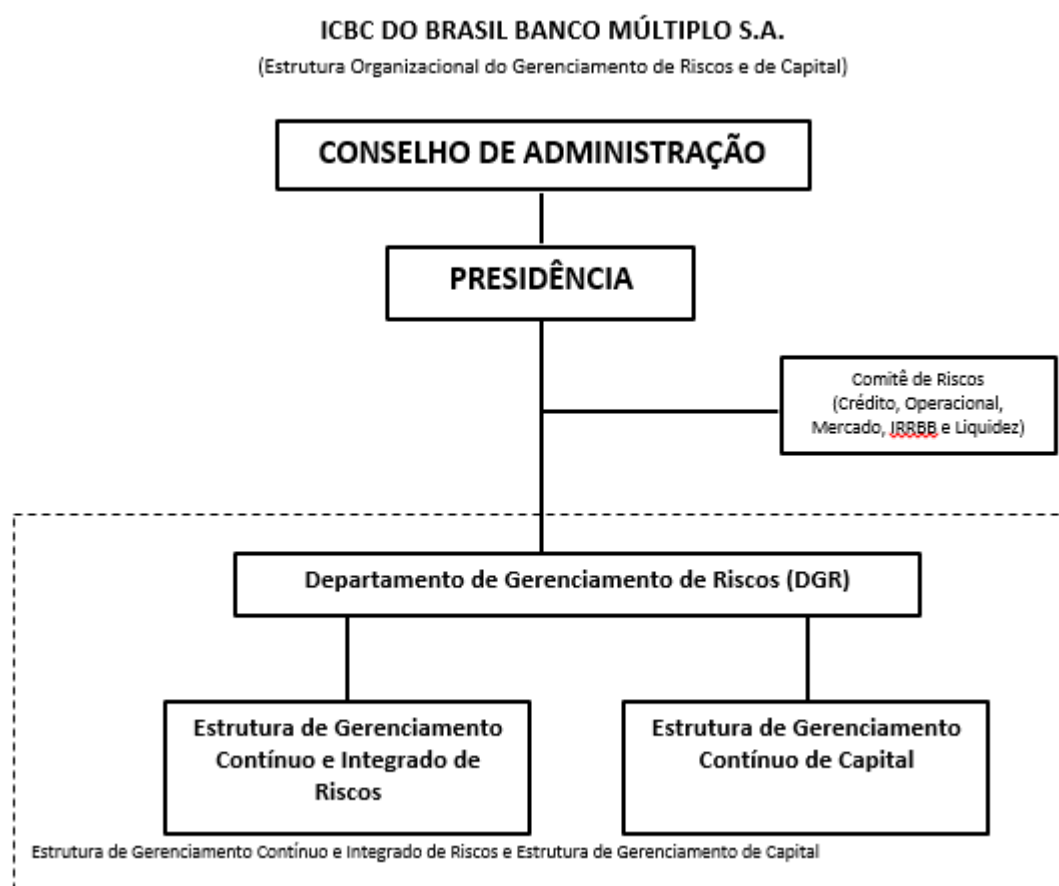 ICBC DO BRASIL BANCO MÚLTIPLO S.A.
(Estrutura Organizacional do Gerenciamento de Riscos e de Capital)
CONSELHO DE ADMINISTRAÇÃO
PRESIDÊNCIA
Comitê de Riscos
(Crédito, Operacional,
Mercado, IRRBB e Liquidez)
Departamento de Gerenciamento de Riscos (DGR)
Estrutura de Gerenciamento
Contínuo e Integrado de
Riscos
Estrutura de Gerenciamento
Contínuo de Capital
Estrutura de Gerenciamento Contínuo e Integrado de Riscos e Estrutura de Gerenciamento de Capital